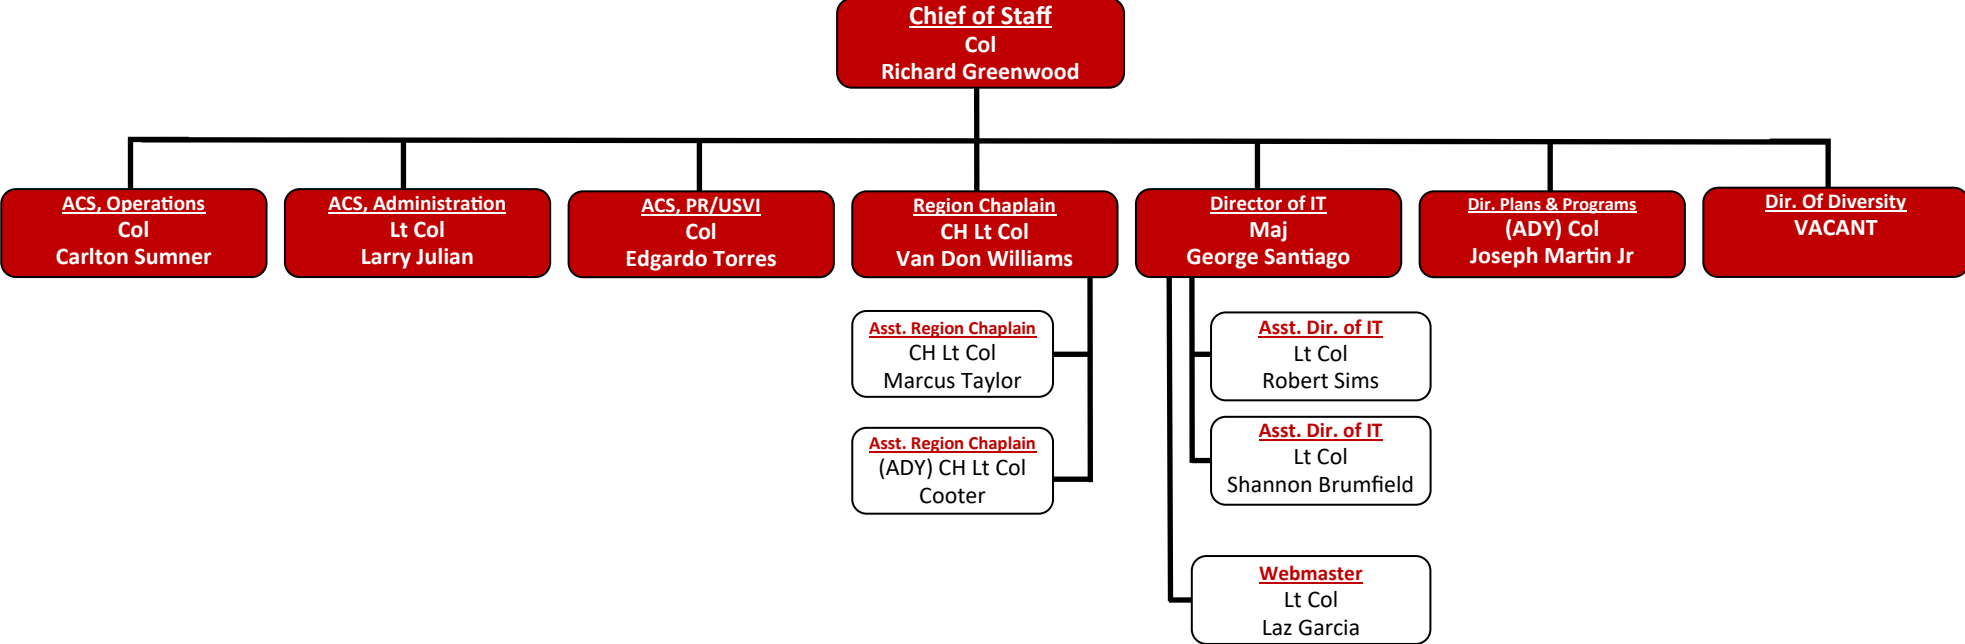 Chief of Staff
Col
Richard Greenwood
ACS, Operations
Col
Carlton Sumner
ACS, Administration
Lt Col
Larry Julian
ACS, PR/USVI
Col
Edgardo Torres
Region Chaplain
CH Lt Col
Van Don Williams
Director of IT
Maj
George Santiago
Dir. Plans & Programs
(ADY) Col
Joseph Martin Jr
Dir. Of Diversity
VACANT
Asst. Region Chaplain
CH Lt Col
Marcus Taylor
Asst. Region Chaplain
(ADY) CH Lt Col
Cooter
Asst. Dir. of IT
Lt Col
Robert Sims
Asst. Dir. of IT
Lt Col
Shannon Brumfield
Webmaster
Lt Col
Laz Garcia